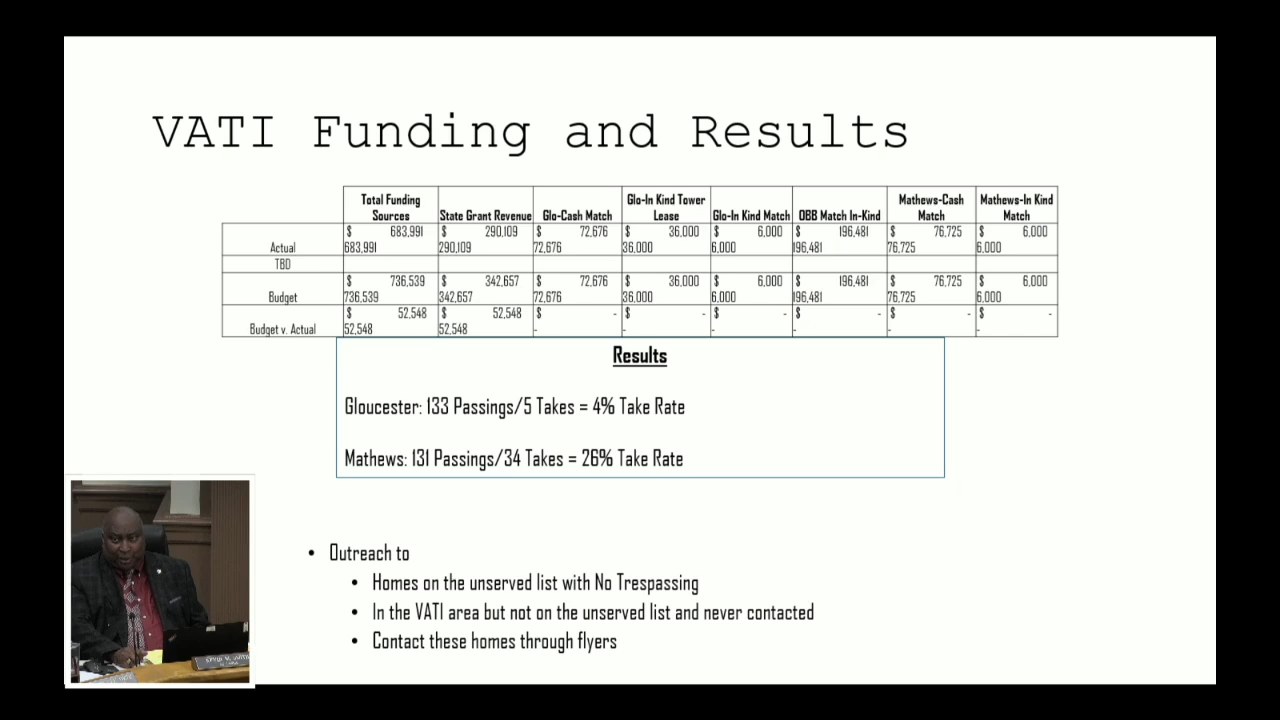 VATI Funding and Results
Total Funding Sources State Grant Revenue Glo-Cash Match Glo-In Kind Tower Lease Glo-In Kind Match OBB Match In-Kind Mathews-Cash Match Mathews-In Kind Match
$ 683,991 $ 290,109 $ 72,676 $ 36,000 $ 6,000 $ 196,481 $ 76,725 $ 6,000
Actual 683,991 290,109 72,676 36,000 6,000 196,481 76,725 6,000
TBD
$ 736,539 $ 342,657 $ 72,676 $ 36,000 $ 6,000 $ 196,481 $ 76,725 $ 6,000
Budget 736,539 342,657 72,676 36,000 6,000 196,481 76,725 6,000
$ 52,548 $ 52,548 $ - $ - $ - $ - $ - $ -
Budget v. Actual 52,548 52,548 - - - - - -
Results
Gloucester: 133 Passings/5 Takes = 4% Take Rate
Mathews: 131 Passings/34 Takes = 26% Take Rate
• Outreach to
• Homes on the unserved list with No Trespassing
• In the VATI area but not on the unserved list and never contacted
• Contact these homes through flyers